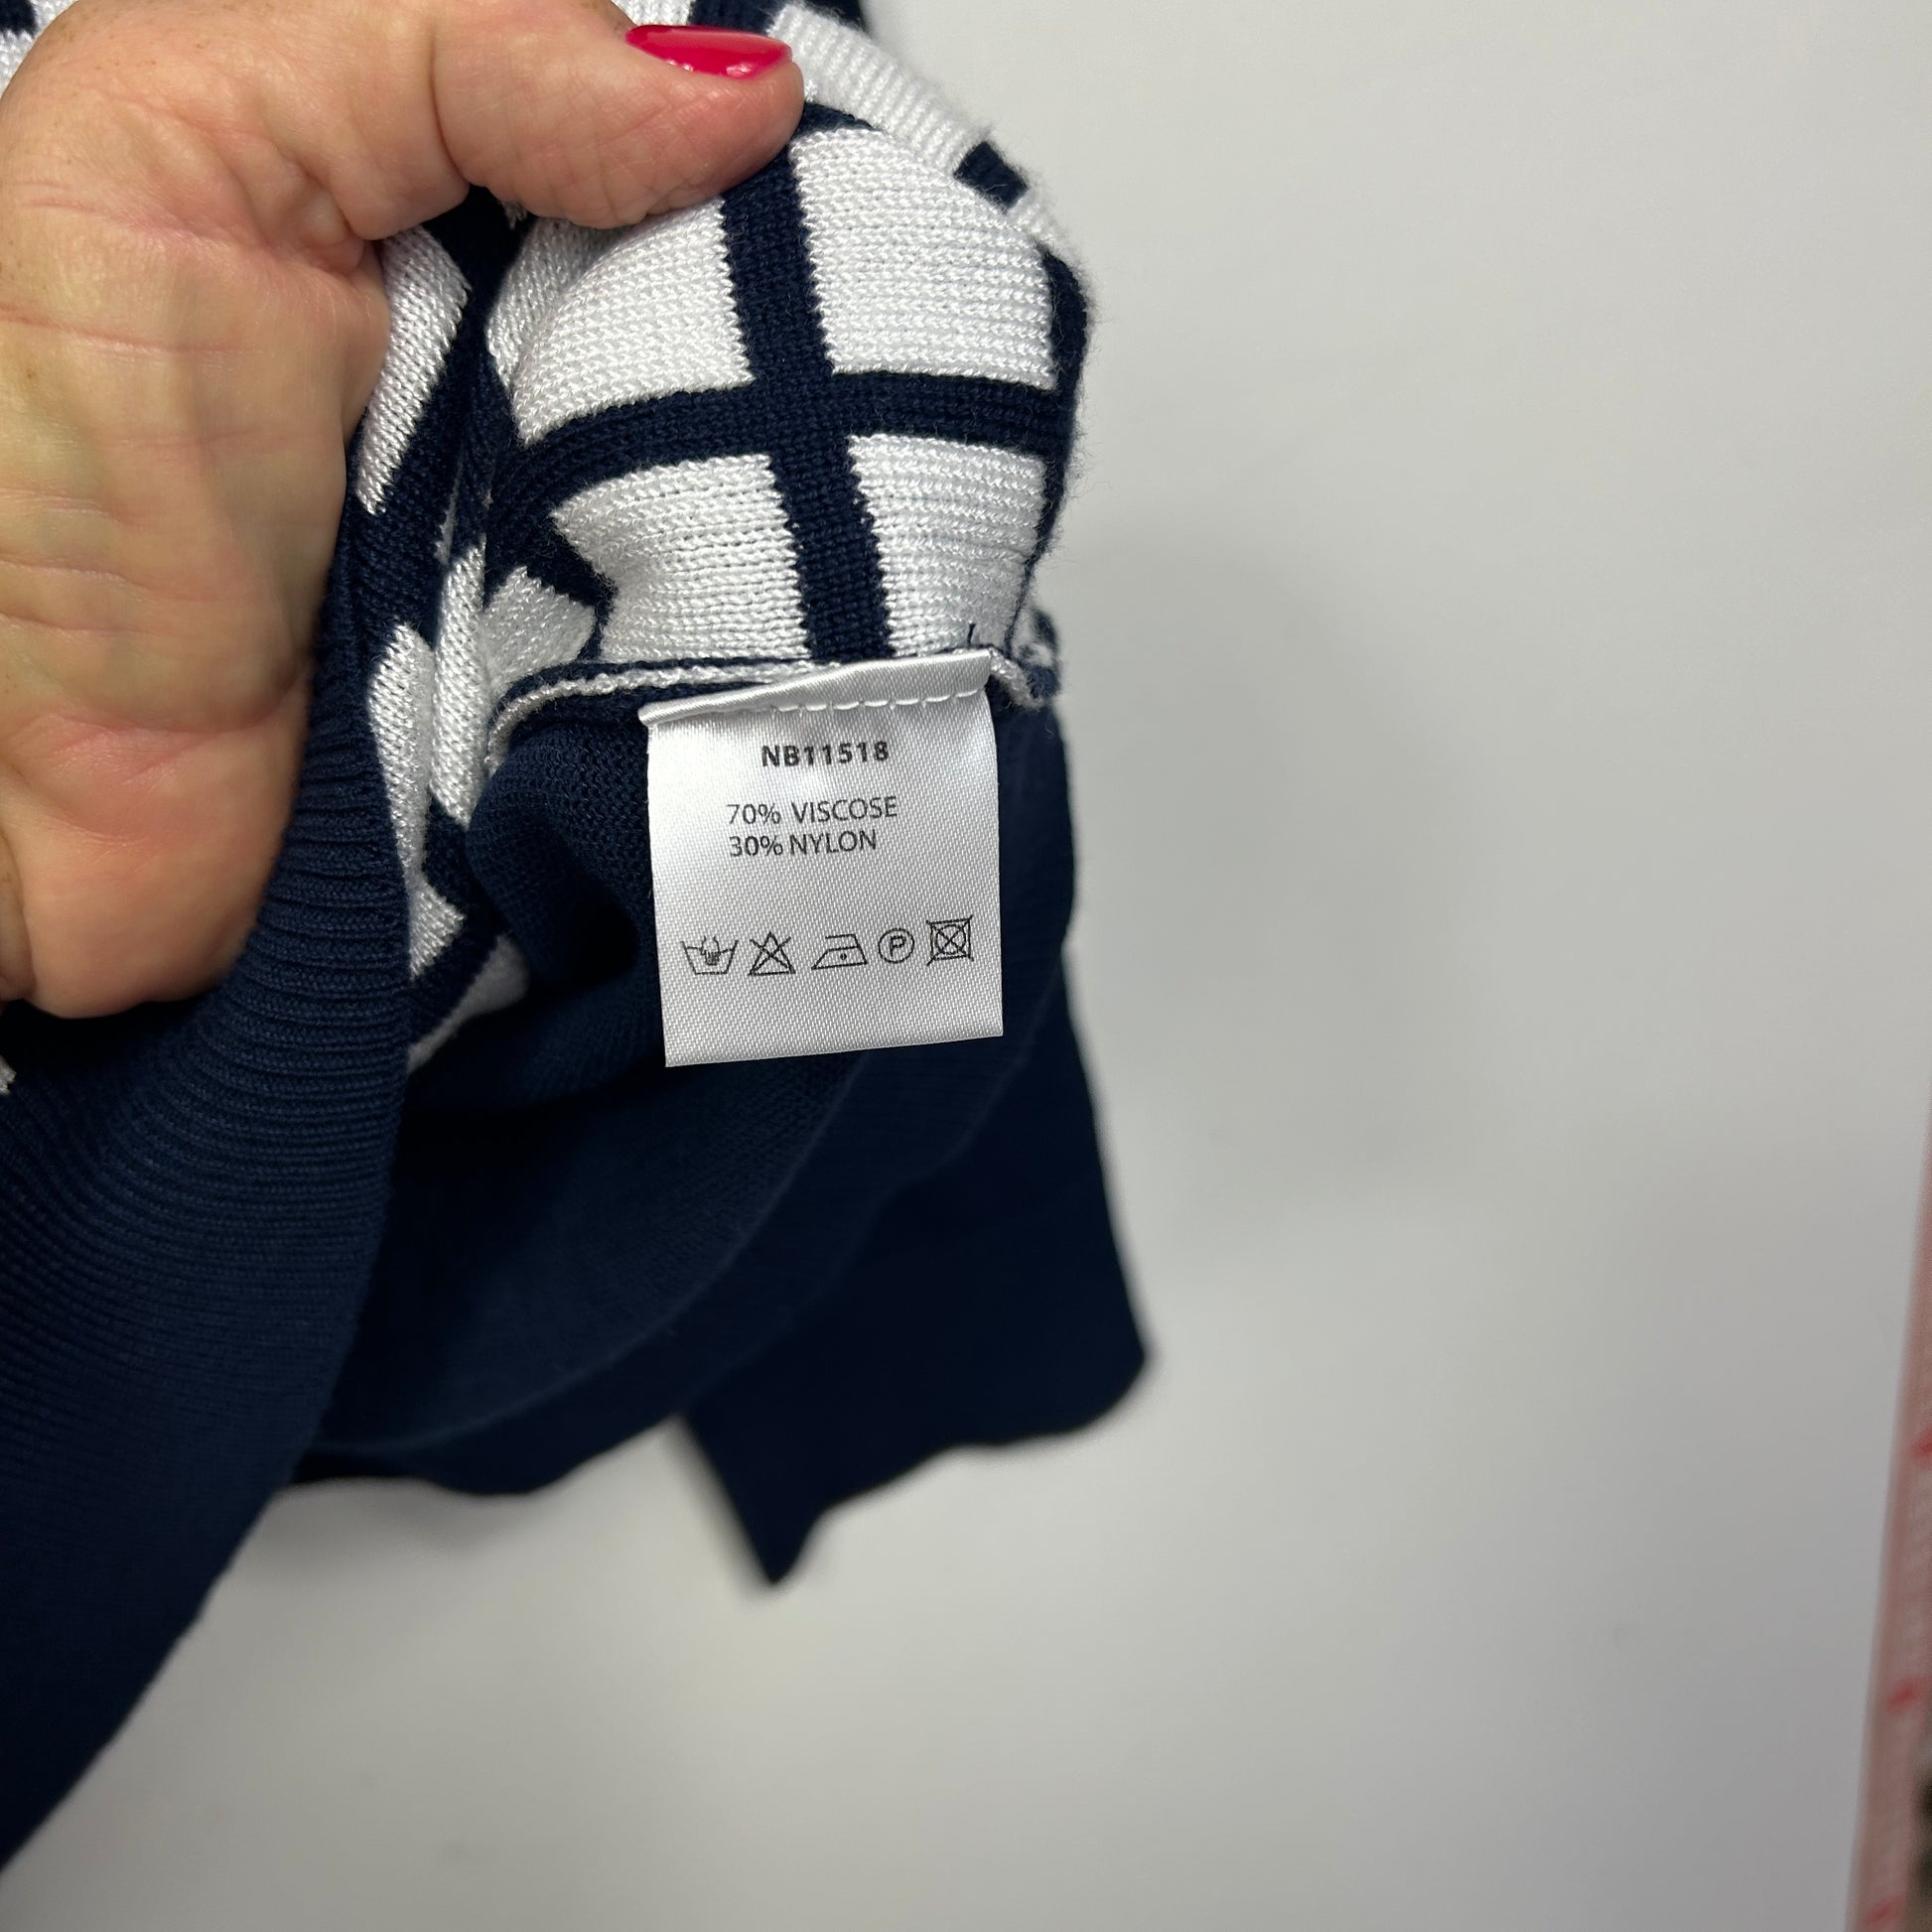 NB11518
70% VISCOSE
30% NYLON
P